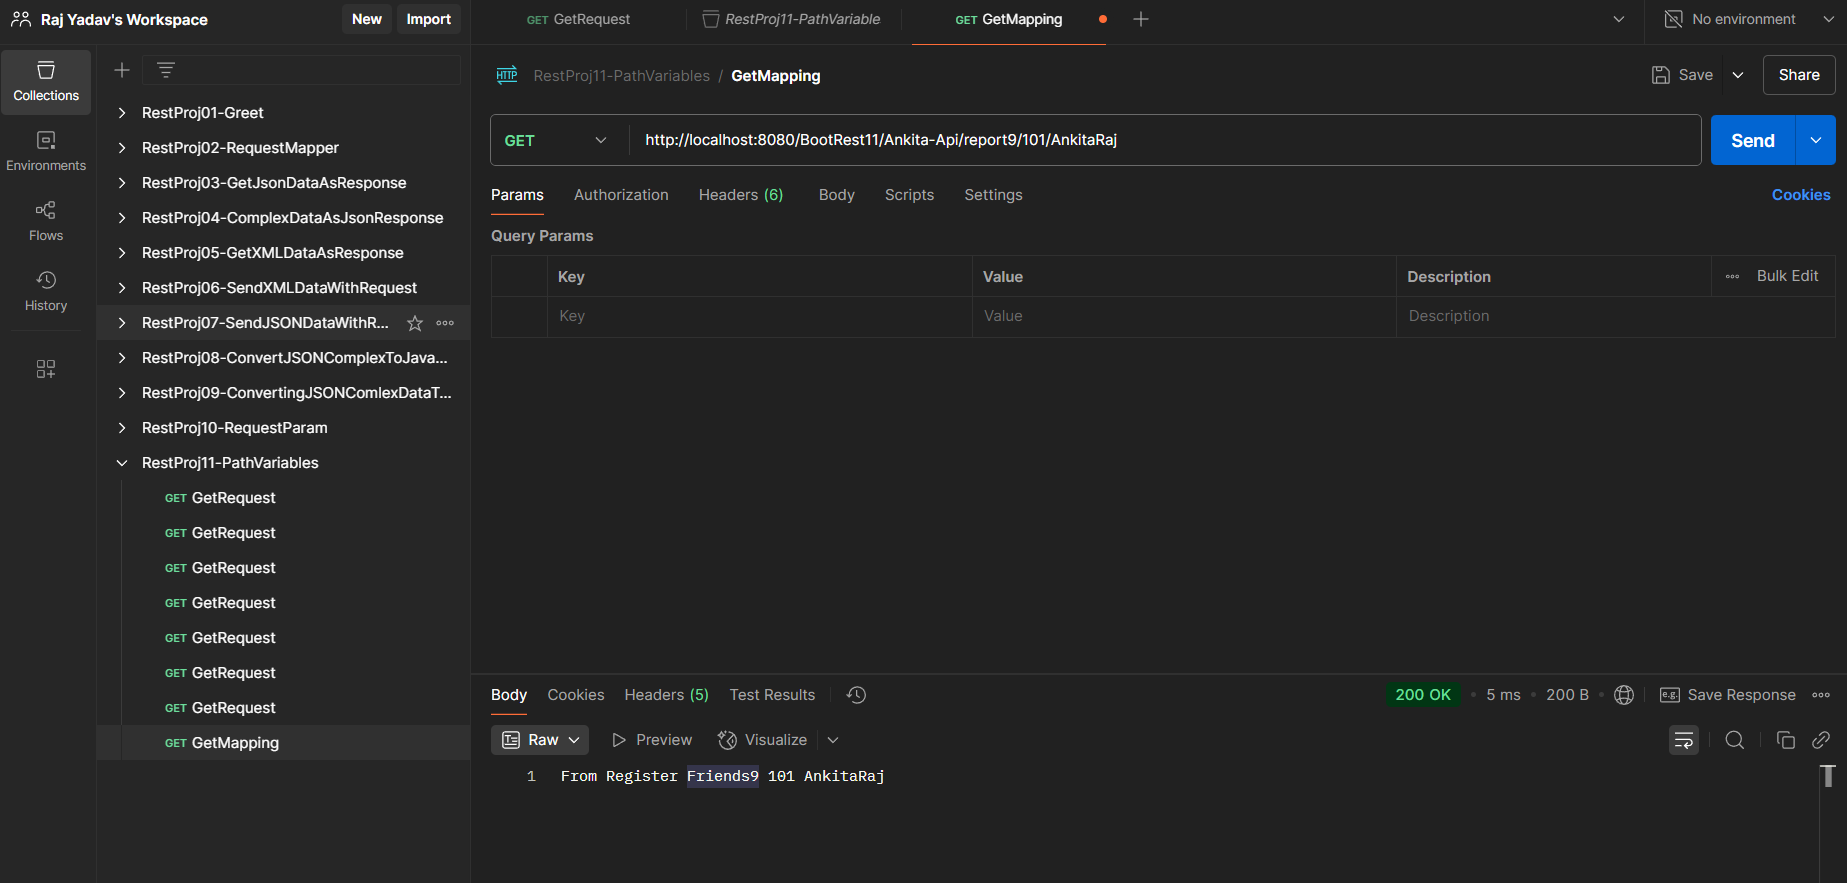 Raj Yadav's Workspace
New
Import
GET GetRequest
RestProj11-PathVariable
GET GetMapping
No environment
Collections
Environments
Flows
History
RestProj01-Greet
RestProj02-RequestMapper
RestProj03-GetJsonDataAsResponse
RestProj04-ComplexDataAsJsonResponse
RestProj05-GetXMLDataAsResponse
RestProj06-SendXMLDataWithRequest
RestProj07-SendJSONDataWithR...
RestProj08-ConvertJSONComplexToJava...
RestProj09-ConvertingJSONComlexDataT...
RestProj10-RequestParam
RestProj11-PathVariables
GET GetRequest
GET GetRequest
GET GetRequest
GET GetRequest
GET GetRequest
GET GetRequest
GET GetRequest
GET GetMapping
HTTP RestProj11-PathVariables / GetMapping
Save
Share
GET http://localhost:8080/BootRest11/Ankita-Api/report9/101/AnkitaRaj
Send
Params Authorization Headers (6) Body Scripts Settings
Cookies
Query Params
Key Value Description Bulk Edit
Key Value Description
Body Cookies Headers (5) Test Results
200 OK • 5 ms • 200 B •
e.g. Save Response
Raw Preview Visualize
1 From Register Friends9 101 AnkitaRaj